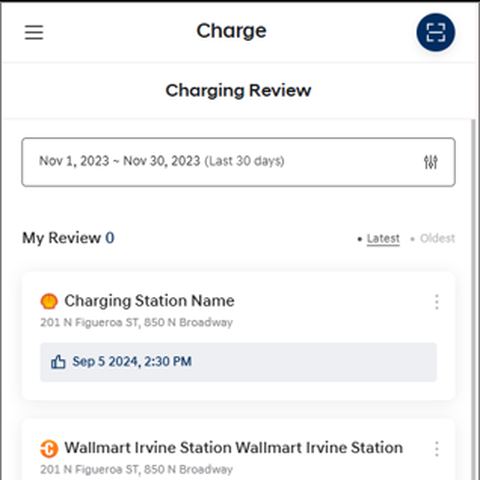 Charge
Charging Review
Nov 1, 2023 ~ Nov 30, 2023 (Last 30 days)
My Review 0
• Latest • Oldest
Charging Station Name
201 N Figueroa ST, 850 N Broadway
Sep 5 2024, 2:30 PM
Wallmart Irvine Station Wallmart Irvine Station
201 N Figueroa ST, 850 N Broadway